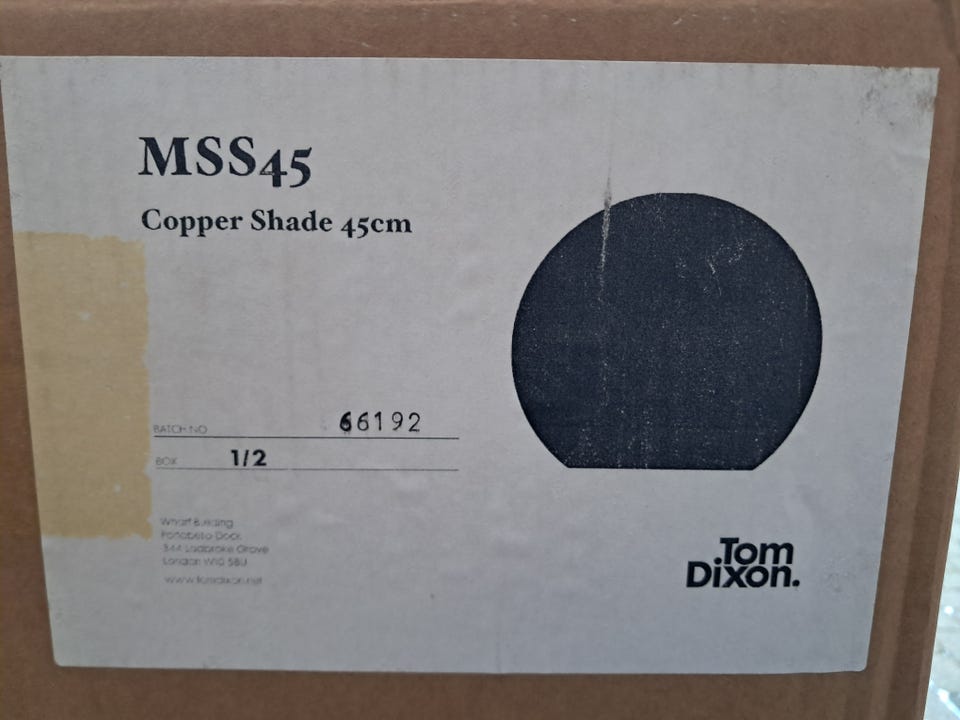 MSS45
Copper Shade 45cm
BATCH NO 66192
BOX 1/2
Wharf Building
Portobello Dock
344 Ladbroke Grove
London W10 5BU
www.tomdixon.net
Tom
Dixon.